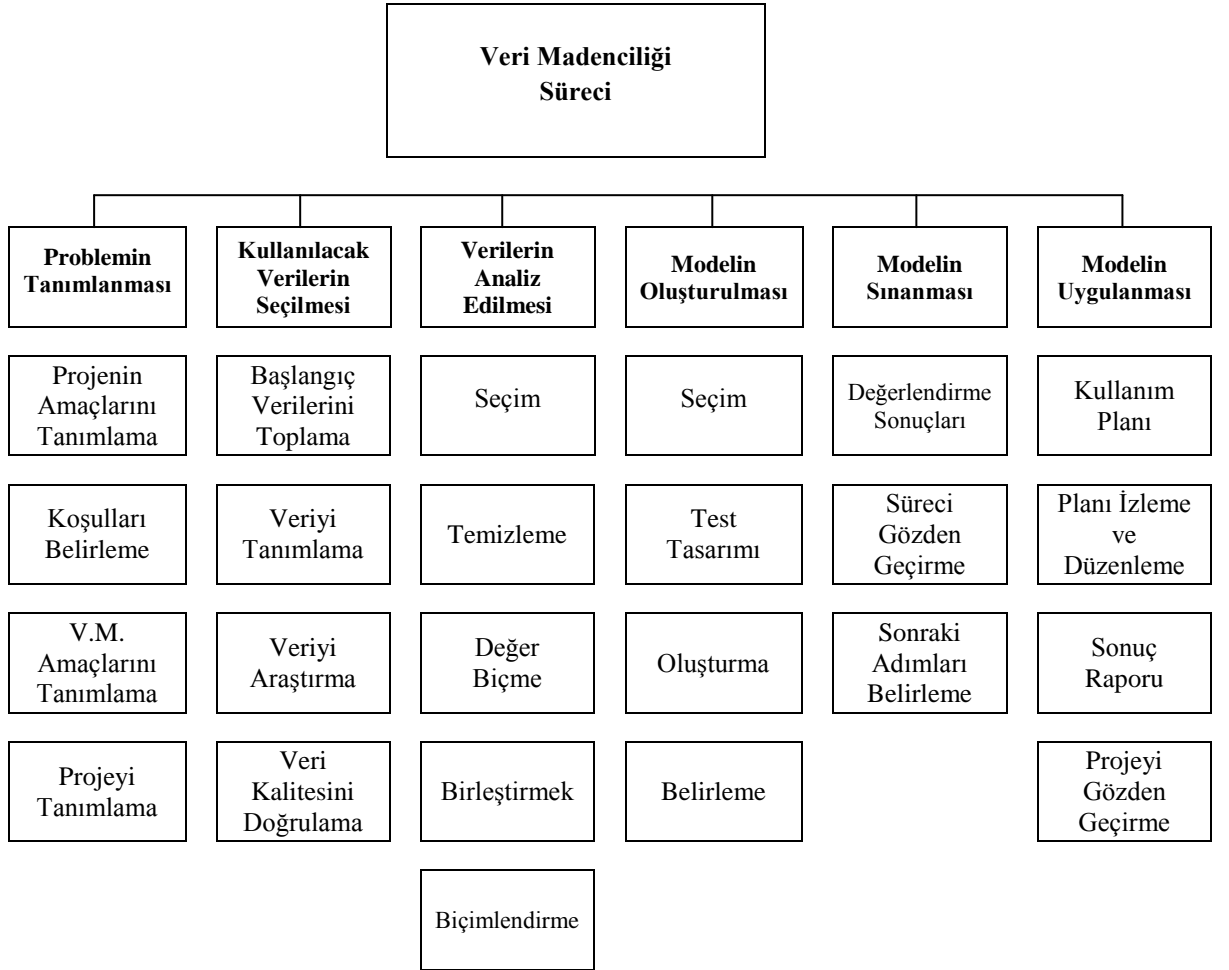 Veri Madenciliği
Süreci
Problemin
Tanımlanması
Kullanılacak
Verilerin
Seçilmesi
Verilerin
Analiz
Edilmesi
Modelin
Oluşturulması
Modelin
Sınanması
Modelin
Uygulanması
Projenin
Amaçlarını
Tanımlama
Başlangıç
Verilerini
Toplama
Seçim
Seçim
Değerlendirme
Sonuçları
Kullanım
Planı
Koşulları
Belirleme
Veriyi
Tanımlama
Temizleme
Test
Tasarımı
Süreci
Gözden
Geçirme
Planı İzleme
ve
Düzenleme
V.M.
Amaçlarını
Tanımlama
Veriyi
Araştırma
Değer
Biçme
Oluşturma
Sonraki
Adımları
Belirleme
Sonuç
Raporu
Projeyi
Tanımlama
Veri
Kalitesini
Doğrulama
Birleştirmek
Belirleme
Projeyi
Gözden
Geçirme
Biçimlendirme